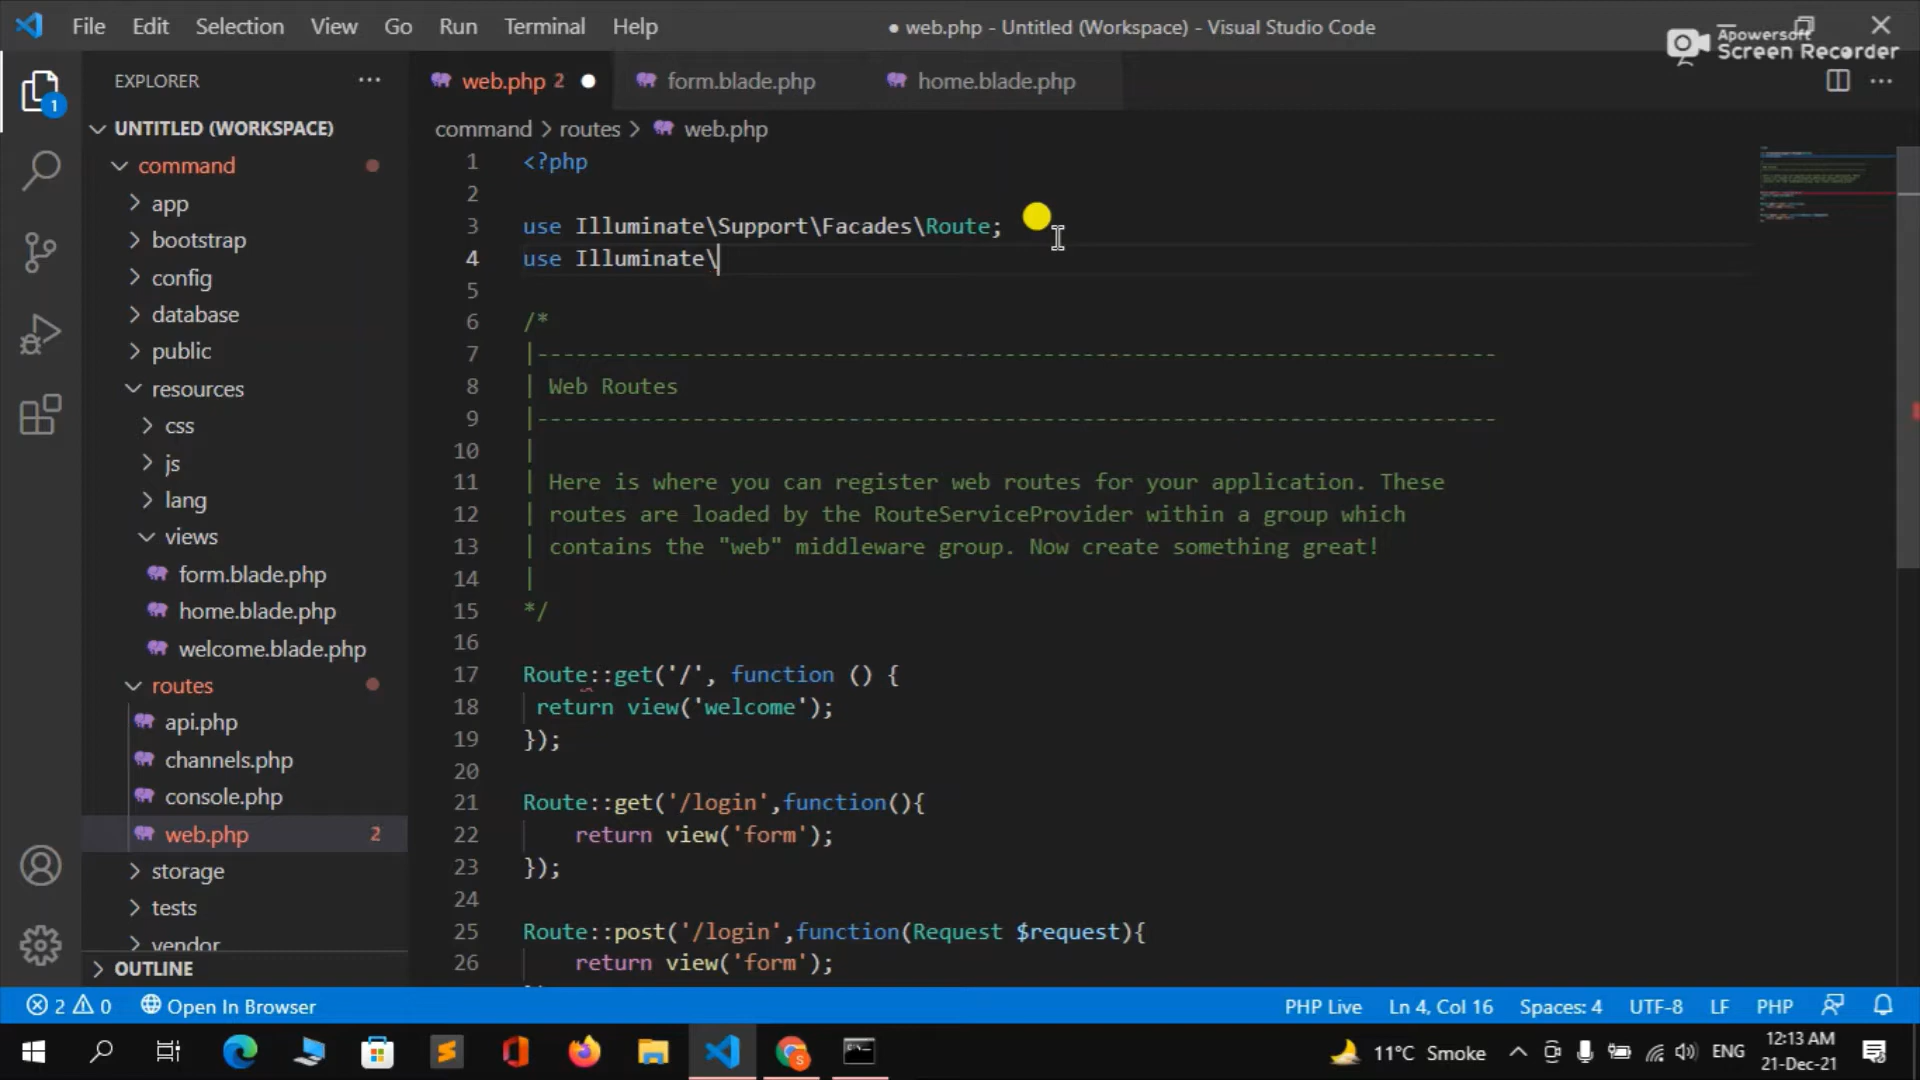 File Edit Selection View Go Run Terminal Help
● web.php - Untitled (Workspace) - Visual Studio Code
Apowersoft
Screen Recorder
EXPLORER
web.php 2
form.blade.php
home.blade.php
1
UNTITLED (WORKSPACE)
command
app
bootstrap
config
database
public
resources
css
js
lang
views
form.blade.php
home.blade.php
welcome.blade.php
routes
api.php
channels.php
console.php
web.php 2
storage
tests
vendor
OUTLINE
command > routes > web.php
1 <?php
2
3 use Illuminate\Support\Facades\Route;
4 use Illuminate\
5
6 /*
7 |--------------------------------------------------------------------------
8 | Web Routes
9 |--------------------------------------------------------------------------
10 |
11 | Here is where you can register web routes for your application. These
12 | routes are loaded by the RouteServiceProvider within a group which
13 | contains the "web" middleware group. Now create something great!
14 |
15 */
16
17 Route::get('/', function () {
18 return view('welcome');
19 });
20
21 Route::get('/login',function(){
22 return view('form');
23 });
24
25 Route::post('/login',function(Request $request){
26 return view('form');
2 0 Open In Browser
PHP Live Ln 4, Col 16 Spaces: 4 UTF-8 LF PHP
11°C Smoke
ENG
12:13 AM
21-Dec-21